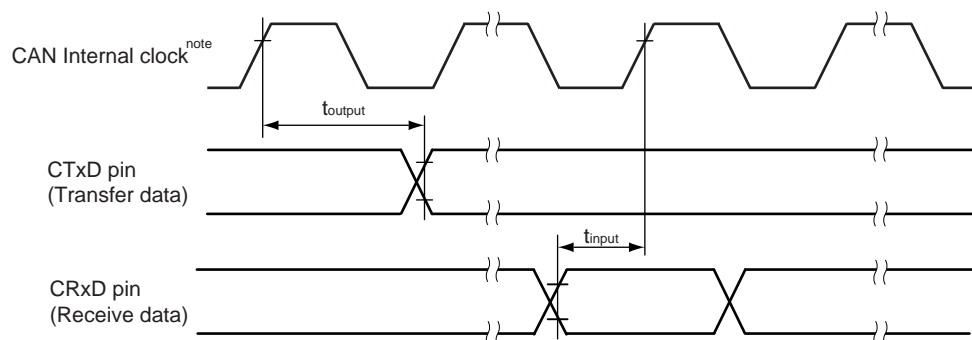 CAN Internal clock note
toutput
CTxD pin
(Transfer data)
tinput
CRxD pin
(Receive data)